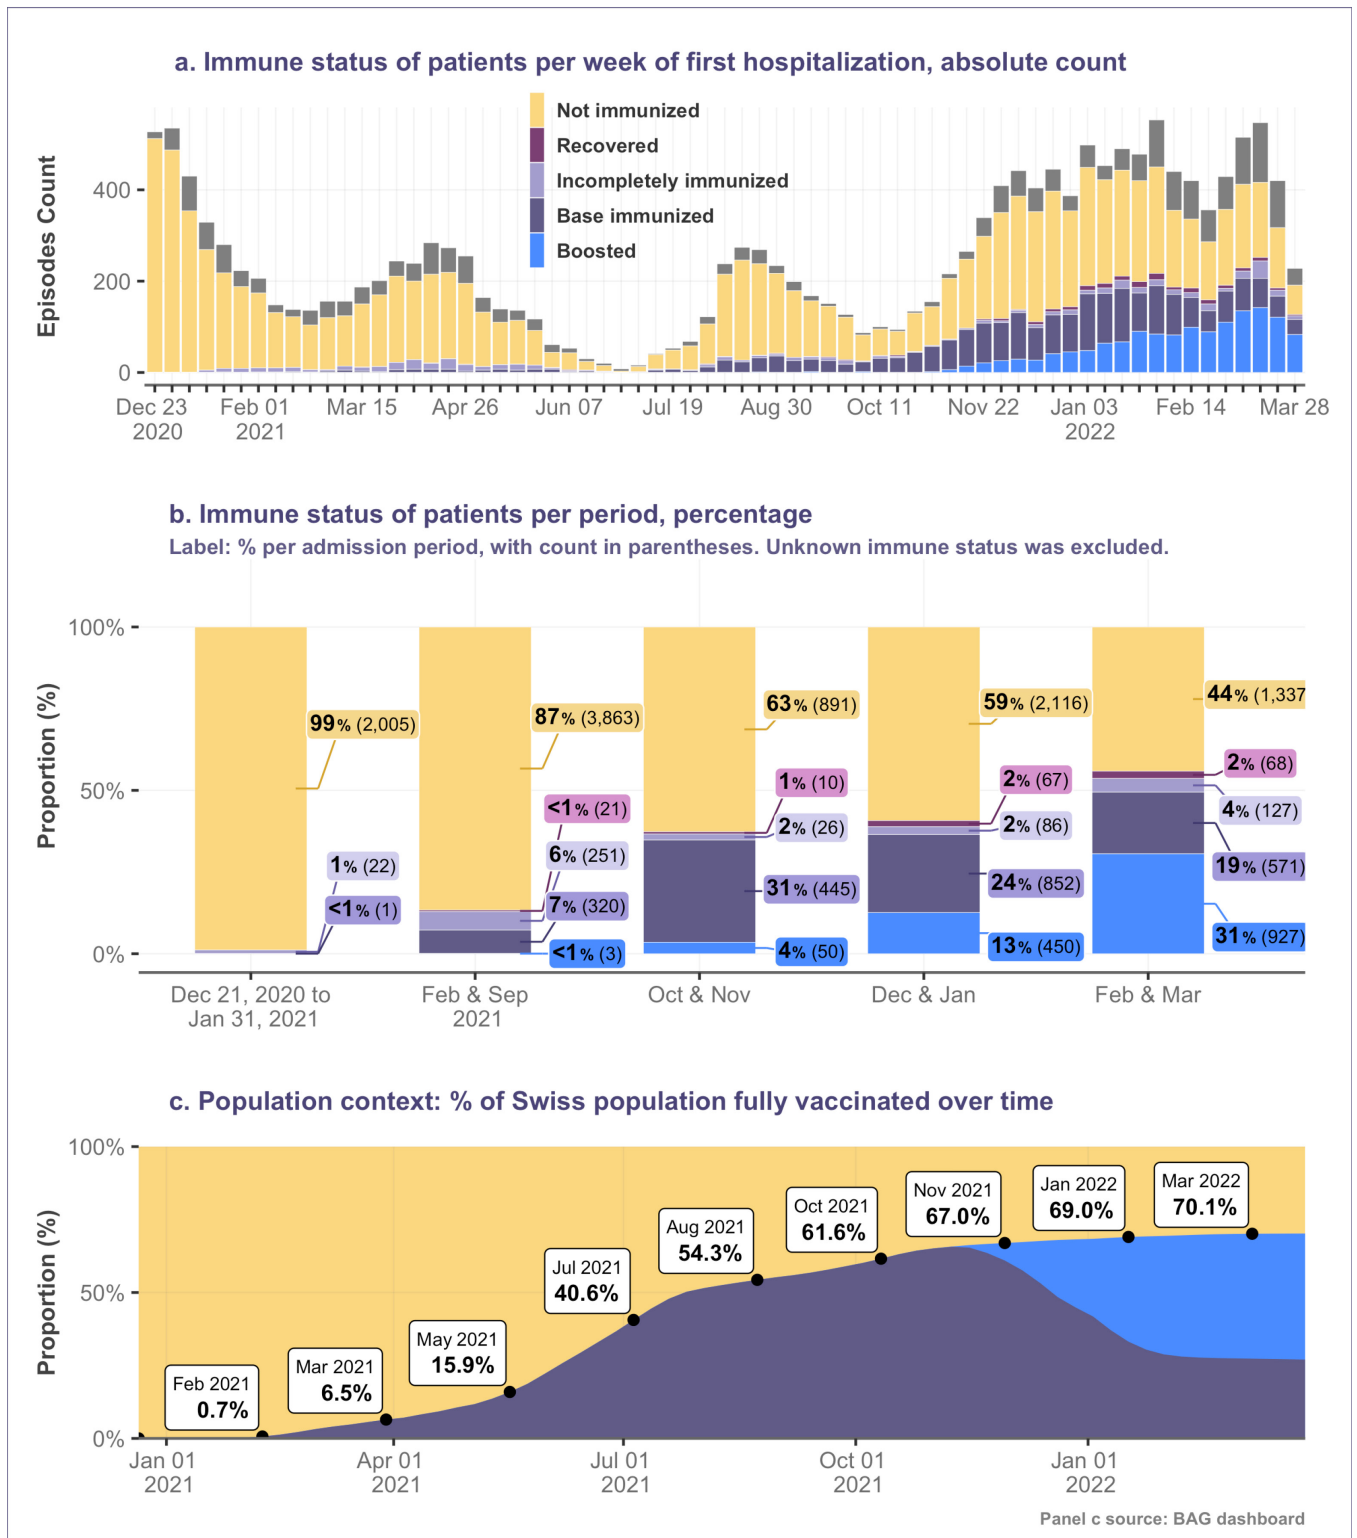 a. Immune status of patients per week of first hospitalization, absolute count
Not immunized
Recovered
Incompletely immunized
Base immunized
Boosted
Episodes Count
400
200
0
Dec 23 2020
Feb 01 2021
Mar 15
Apr 26
Jun 07
Jul 19
Aug 30
Oct 11
Nov 22
Jan 03 2022
Feb 14
Mar 28
b. Immune status of patients per period, percentage
Label: % per admission period, with count in parentheses. Unknown immune status was excluded.
Proportion (%)
100%
50%
0%
99% (2,005)
1% (22)
<1% (1)
87% (3,863)
<1% (21)
6% (251)
7% (320)
<1% (3)
63% (891)
1% (10)
2% (26)
31% (445)
4% (50)
59% (2,116)
2% (67)
2% (86)
24% (852)
13% (450)
44% (1,337
2% (68)
4% (127)
19% (571)
31% (927)
Dec 21, 2020 to
Jan 31, 2021
Feb & Sep
2021
Oct & Nov
Dec & Jan
Feb & Mar
c. Population context: % of Swiss population fully vaccinated over time
Proportion (%)
100%
50%
0%
Feb 2021
0.7%
Mar 2021
6.5%
May 2021
15.9%
Jul 2021
40.6%
Aug 2021
54.3%
Oct 2021
61.6%
Nov 2021
67.0%
Jan 2022
69.0%
Mar 2022
70.1%
Jan 01
2021
Apr 01
2021
Jul 01
2021
Oct 01
2021
Jan 01
2022
Panel c source: BAG dashboard